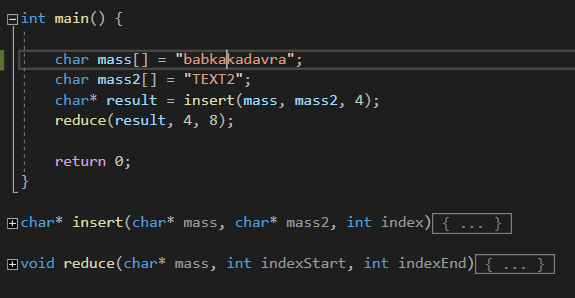 int main() {
char mass[] = "babkakadavra";
char mass2[] = "TEXT2";
char* result = insert(mass, mass2, 4);
reduce(result, 4, 8);
return 0;
}
char* insert(char* mass, char* mass2, int index) { ... }
void reduce(char* mass, int indexStart, int indexEnd) { ... }